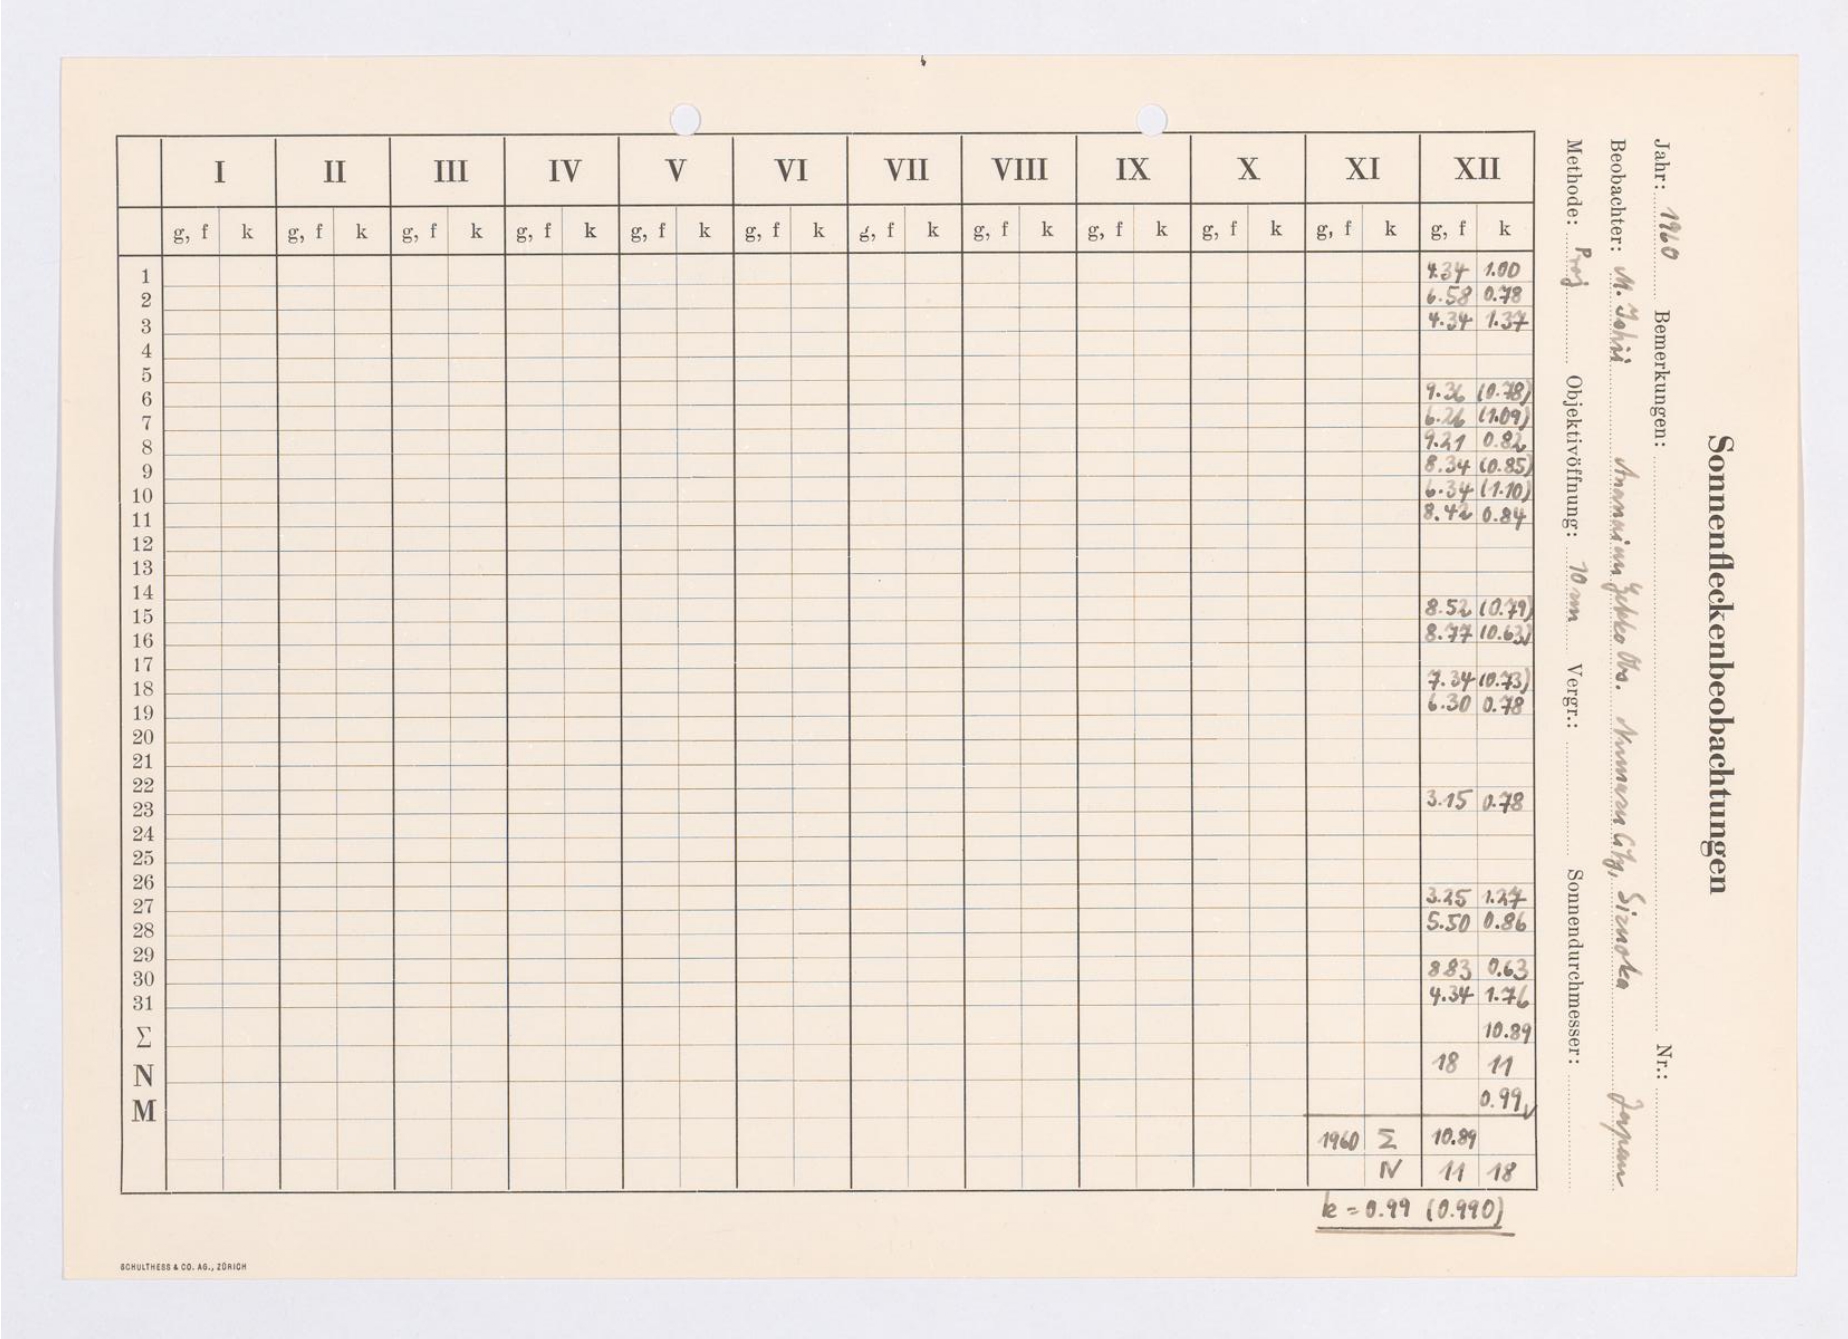 Sonnenfleckenbeobachtungen
Jahr: 1960 Bemerkungen: Nr.:
Beobachter: Obs. City, Japan
Methode: Proj Objektivöffnung: Vergr.: Sonnendurchmesser:
I II III IV V VI VII VIII IX X XI XII
g, f k g, f k g, f k g, f k g, f k g, f k g, f k g, f k g, f k g, f k g, f k g, f k
1 4.34 1.00
2 6.58 0.78
3 4.34 1.37
4
5
6 9.36 (0.78)
7 6.26 (1.09)
8 9.21 0.82
9 8.34 (0.85)
10 6.34 (1.10)
11 8.42 0.84
12
13
14
15 8.52 (0.79)
16 8.77 (0.63)
17
18 7.34 (0.73)
19 6.30 0.78
20
21
22
23 3.15 0.78
24
25
26
27 3.25 1.27
28 5.50 0.86
29
30 8.83 0.63
31 4.34 1.76
Σ 10.89
N 18 11
M 0.99✓
1960 Σ 10.89
N 11 18
k = 0.99 (0.990)
SCHULTHESS & CO. AG., ZÜRICH